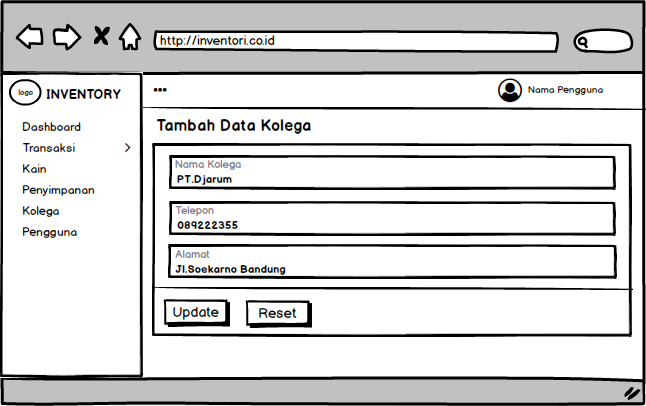 http://inventori.co.id
logo
INVENTORY
Nama Pengguna
Dashboard
Transaksi
Kain
Penyimpanan
Kolega
Pengguna
Tambah Data Kolega
Nama Kolega
PT.Djarum
Telepon
089222355
Alamat
Jl.Soekarno Bandung
Update
Reset